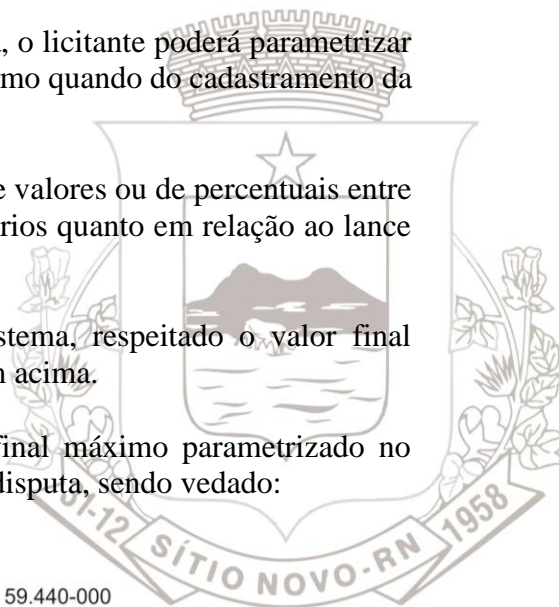 , o licitante poderá parametrizar
mo quando do cadastramento da
e valores ou de percentuais entre
rios quanto em relação ao lance
stema, respeitado o valor final
n acima.
final máximo parametrizado no
disputa, sendo vedado:
31-12 SÍTIO NOVO-RN 1958
59.440-000